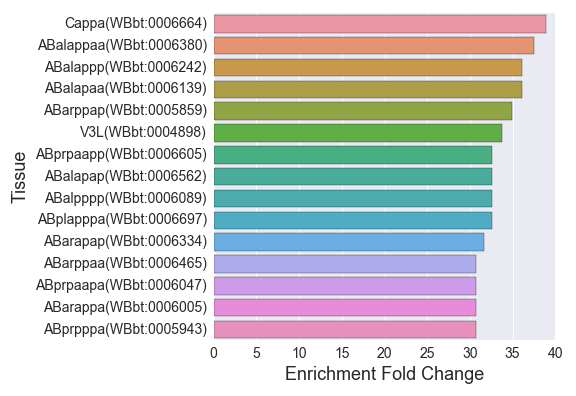 Cappa(WBbt:0006664)
ABalappaa(WBbt:0006380)
ABalappp(WBbt:0006242)
ABalapaa(WBbt:0006139)
ABarppap(WBbt:0005859)
V3L(WBbt:0004898)
ABprpaapp(WBbt:0006605)
ABalapap(WBbt:0006562)
ABalpppp(WBbt:0006089)
ABplapppa(WBbt:0006697)
ABarapap(WBbt:0006334)
ABarppaa(WBbt:0006465)
ABprpaapa(WBbt:0006047)
ABarappa(WBbt:0006005)
ABprpppa(WBbt:0005943)
Tissue
0 5 10 15 20 25 30 35 40
Enrichment Fold Change